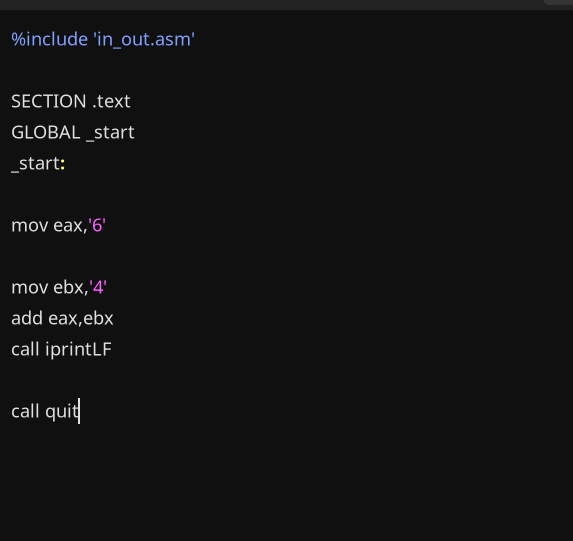 %include 'in_out.asm'
SECTION .text
GLOBAL _start
_start:
mov eax,'6'
mov ebx,'4'
add eax,ebx
call iprintLF
call quit